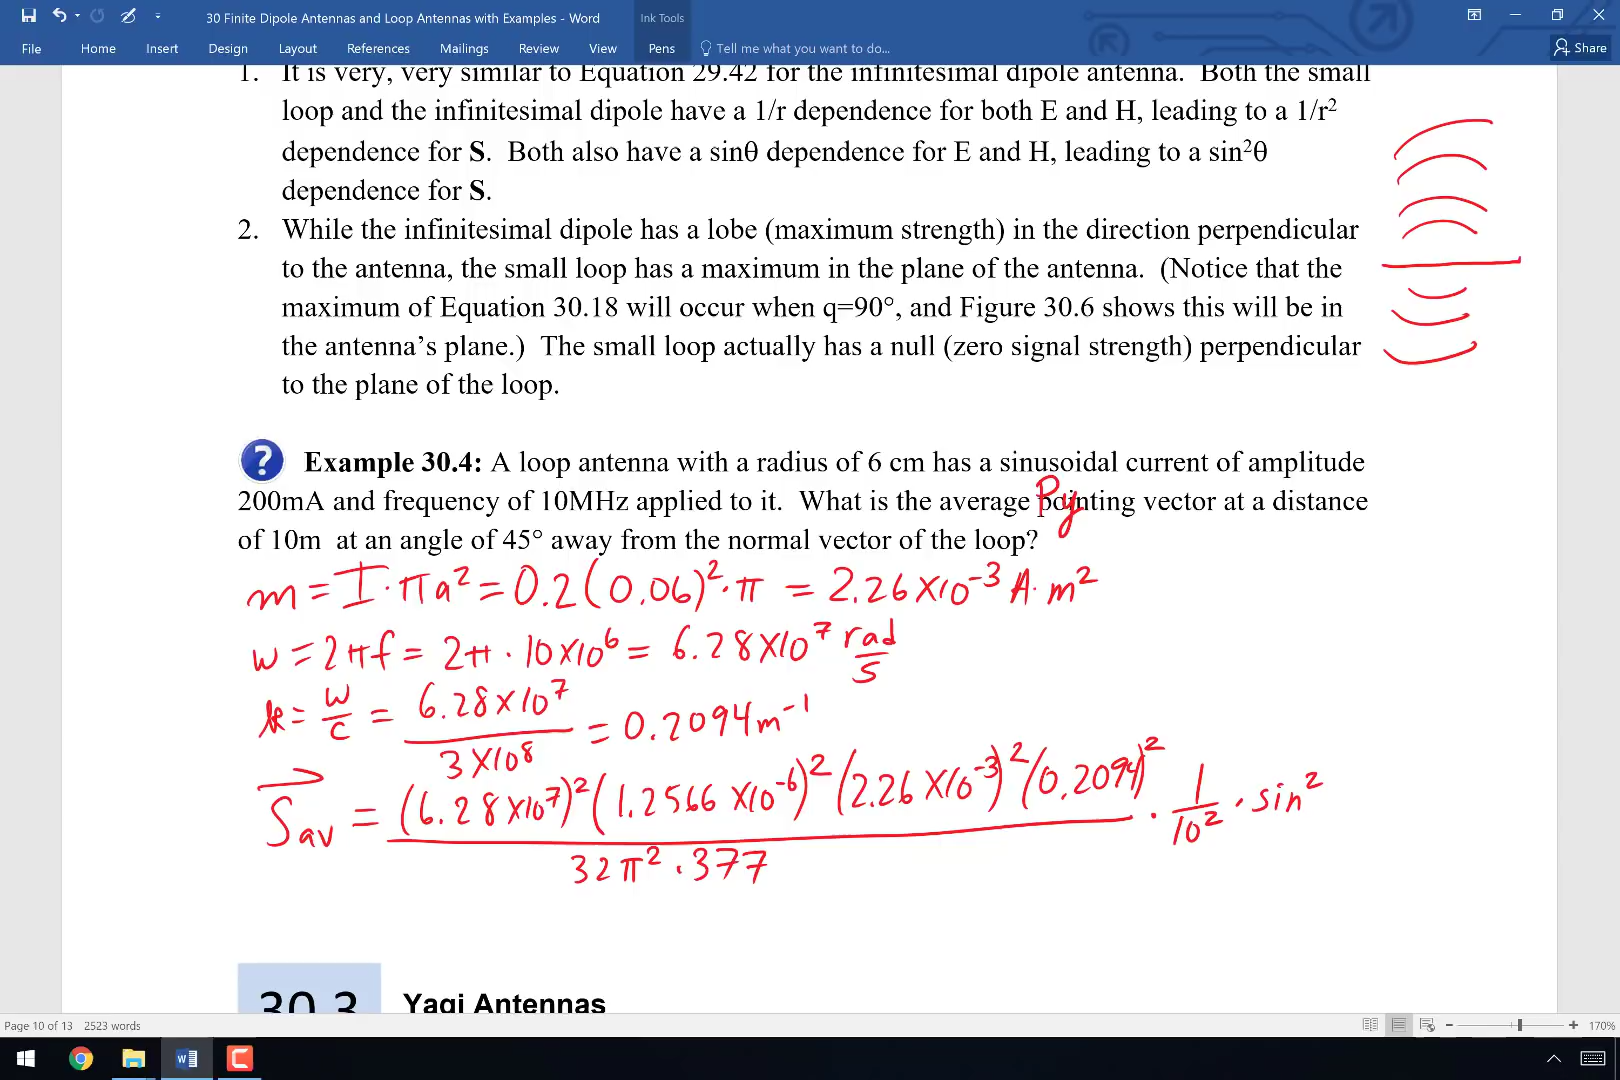 30 Finite Dipole Antennas and Loop Antennas with Examples - Word
Ink Tools
File Home Insert Design Layout References Mailings Review View Pens Tell me what you want to do... Share
1. It is very, very similar to Equation 29.42 for the infinitesimal dipole antenna. Both the small
loop and the infinitesimal dipole have a 1/r dependence for both E and H, leading to a 1/r²
dependence for S. Both also have a sinθ dependence for E and H, leading to a sin²θ
dependence for S.
2. While the infinitesimal dipole has a lobe (maximum strength) in the direction perpendicular
to the antenna, the small loop has a maximum in the plane of the antenna. (Notice that the
maximum of Equation 30.18 will occur when q=90°, and Figure 30.6 shows this will be in
the antenna's plane.) The small loop actually has a null (zero signal strength) perpendicular
to the plane of the loop.
? Example 30.4: A loop antenna with a radius of 6 cm has a sinusoidal current of amplitude
Py
200mA and frequency of 10MHz applied to it. What is the average pointing vector at a distance
of 10m at an angle of 45° away from the normal vector of the loop?
m = I·πa² = 0.2(0.06)²·π = 2.26×10⁻³ A·m²
w = 2πf = 2π · 10×10⁶ = 6.28×10⁷ rad/s
k = w/c = 6.28×10⁷ / 3×10⁸ = 0.2094 m⁻¹
S⃗av = (6.28×10⁷)²(1.2566×10⁻⁶)²(2.26×10⁻³)²(0.2094)² / 32π²·377 · 1/10² · sin²
30.3 Yagi Antennas
Page 10 of 13 2523 words
170%